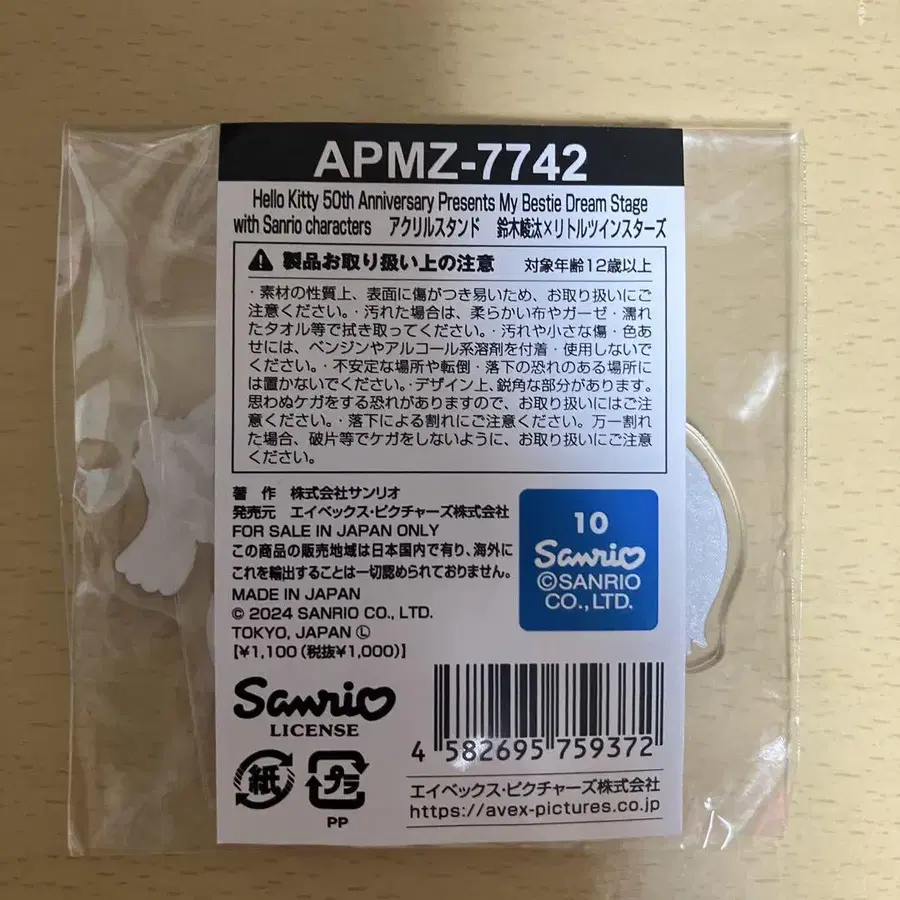 APMZ-7742
Hello Kitty 50th Anniversary Presents My Bestie Dream Stage
with Sanrio characters アクリルスタンド 鈴木崚汰×リトルツインスターズ
製品お取り扱い上の注意 対象年齢12歳以上
・素材の性質上、表面に傷がつき易いため、お取り扱いにご
注意ください。・汚れた場合は、柔らかい布やガーゼ・濡れ
たタオル等で拭き取ってください。・汚れや小さな傷・色あ
せには、ベンジンやアルコール系溶剤を付着・使用しないで
ください。・不安定な場所や転倒・落下の恐れのある場所
には置かないでください。・デザイン上、鋭角な部分があります。
思わぬケガをする恐れがありますので、お取り扱いにはご注
意ください。・落下による割れにご注意ください。万一割れ
た場合、破片等でケガをしないように、お取り扱いにご注意
ください。
著 作 株式会社サンリオ
発売元 エイベックス・ピクチャーズ株式会社
FOR SALE IN JAPAN ONLY
この商品の販売地域は日本国内で有り、海外に
これを輸出することは一切認められておりません。
MADE IN JAPAN
© 2024 SANRIO CO., LTD.
TOKYO, JAPAN Ⓛ
【¥1,100(税抜¥1,000)】
10
Sanrio
©SANRIO
CO., LTD.
Sanrio
LICENSE
紙
プラ
PP
4 582695 759372
エイベックス・ピクチャーズ株式会社
https://avex-pictures.co.jp